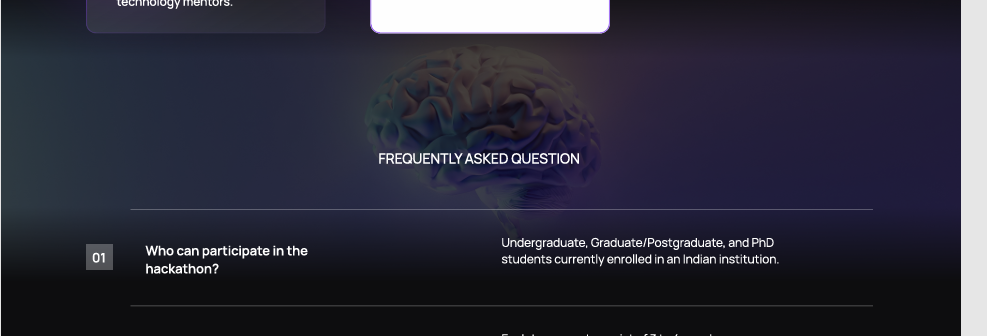 technology mentors.
FREQUENTLY ASKED QUESTION
01
Who can participate in the
hackathon?
Undergraduate, Graduate/Postgraduate, and PhD
students currently enrolled in an Indian institution.